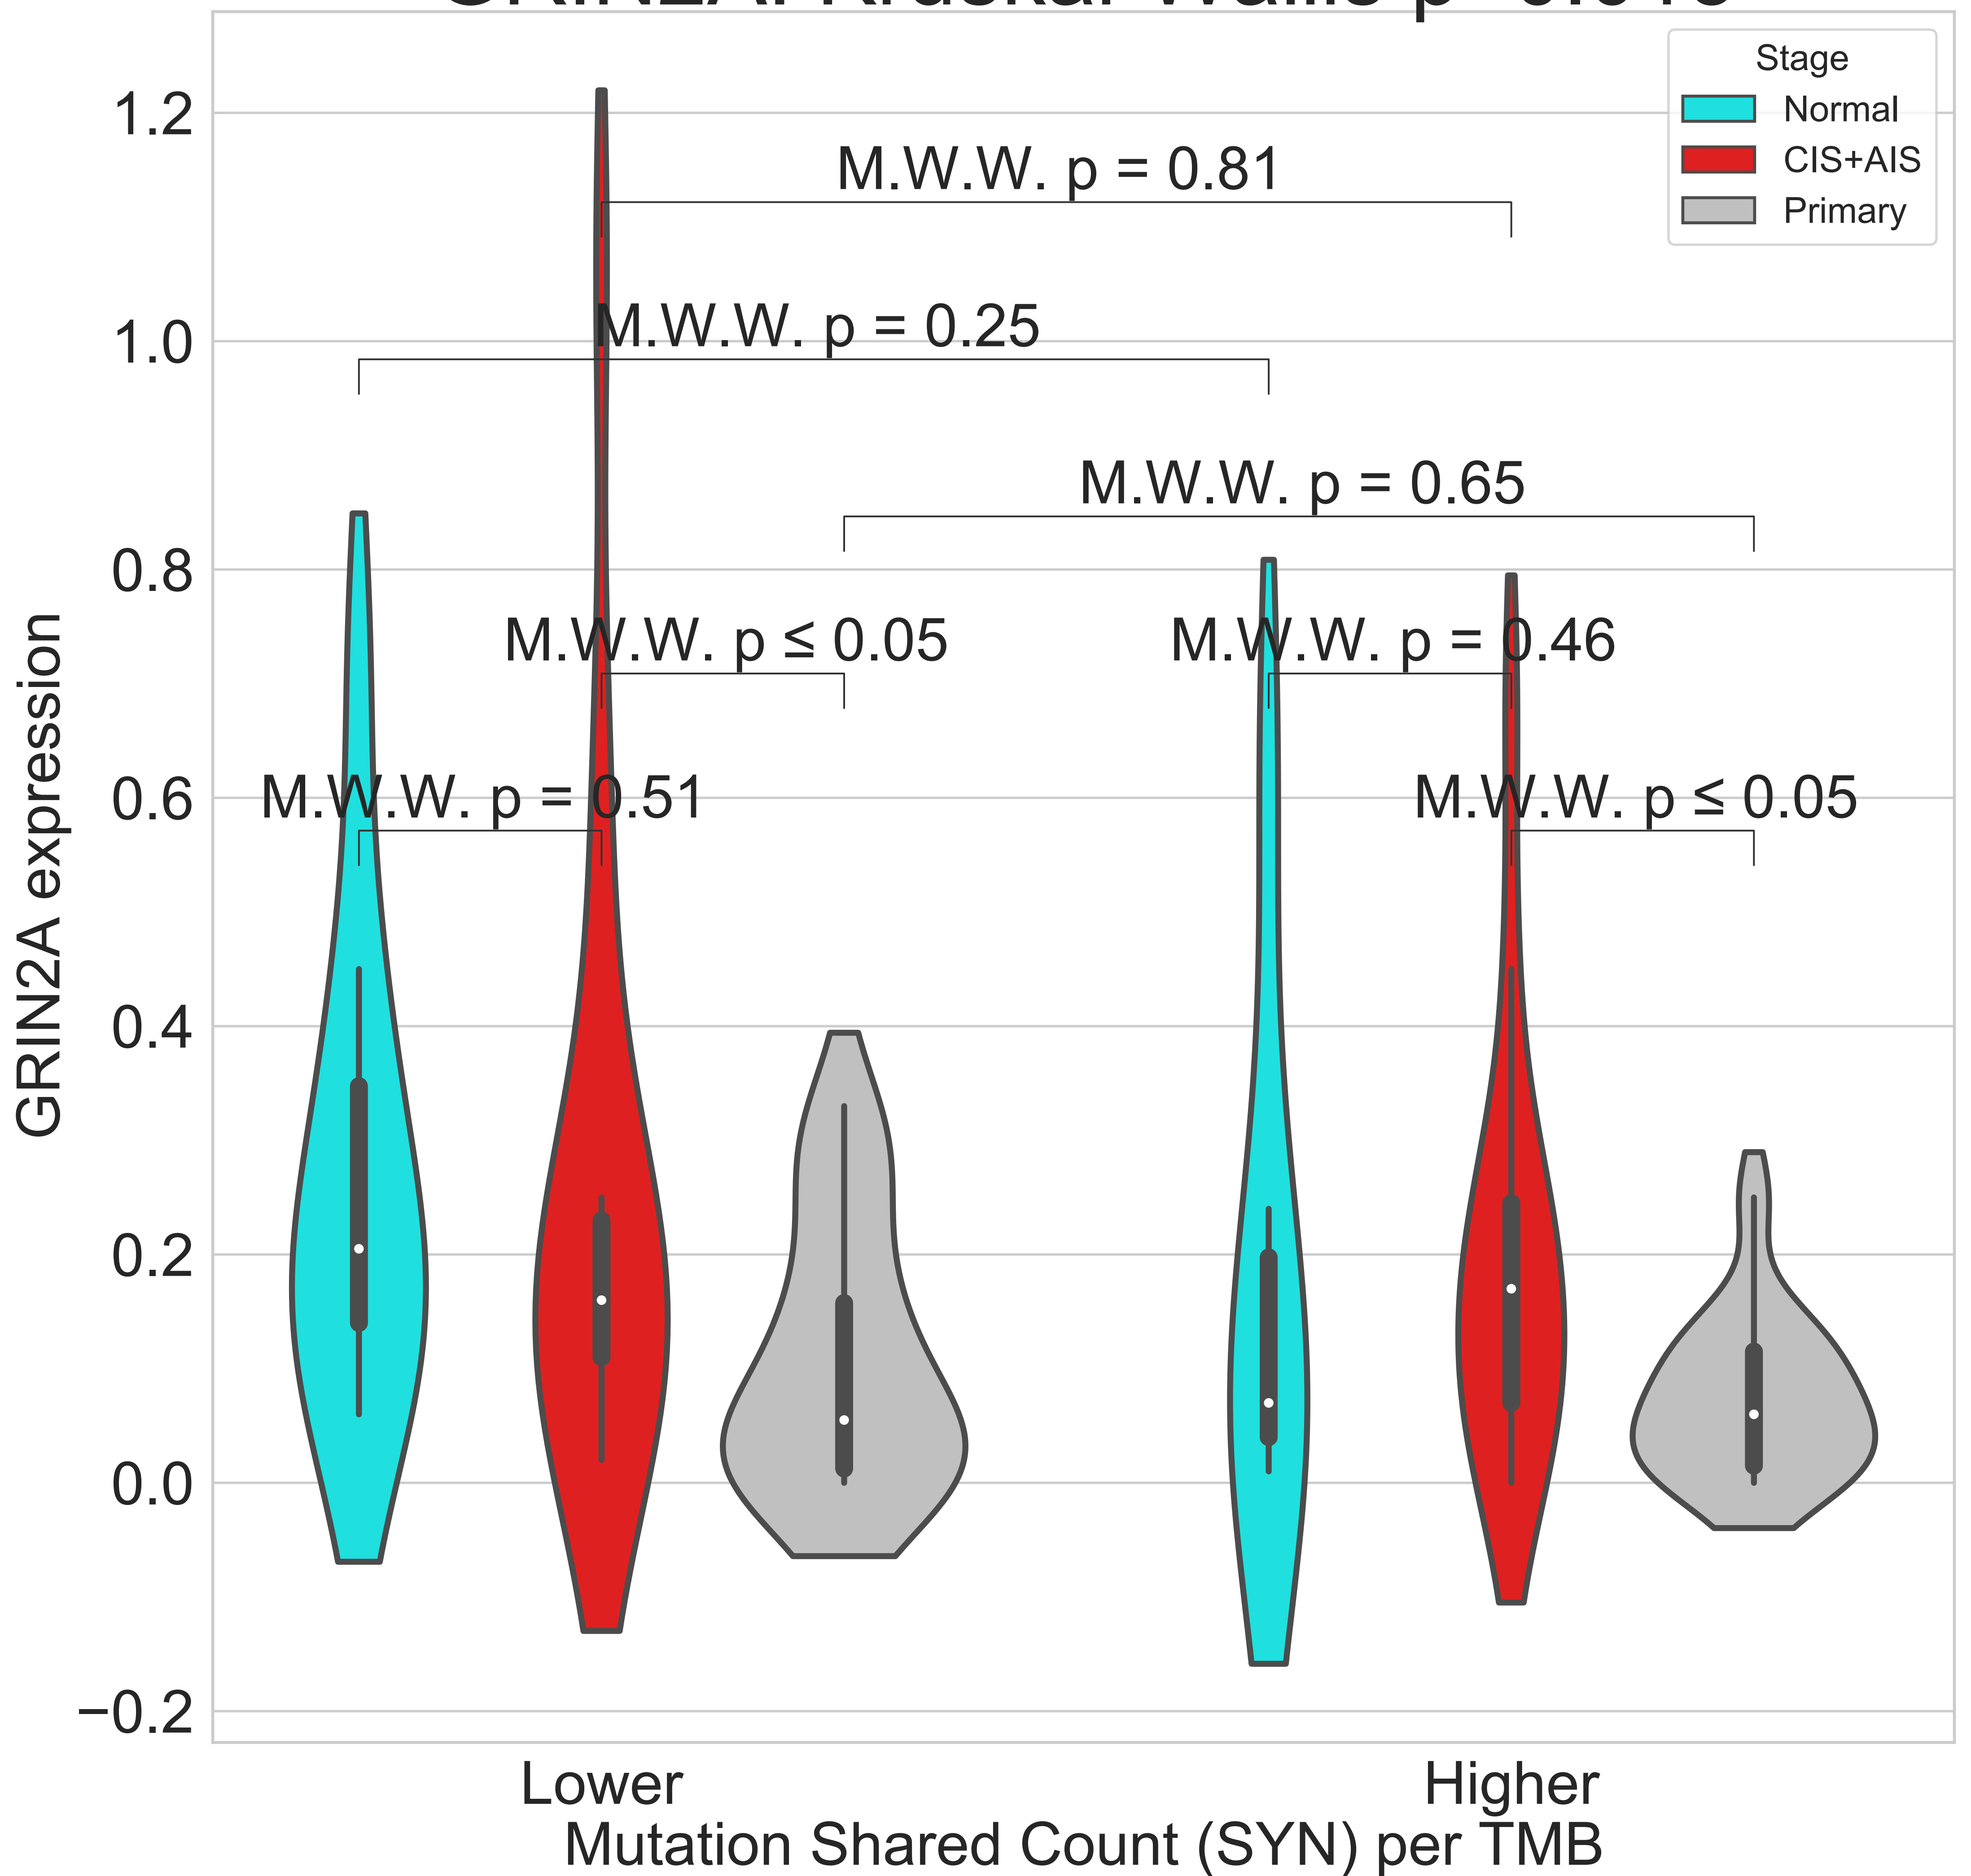 Stage
Normal
CIS+AIS
Primary
1.2
1.0
0.8
0.6
0.4
0.2
0.0
−0.2
GRIN2A expression
M.W.W. p = 0.81
M.W.W. p = 0.25
M.W.W. p = 0.65
M.W.W. p ≤ 0.05
M.W.W. p = 0.46
M.W.W. p = 0.51
M.W.W. p ≤ 0.05
Lower
Higher
Mutation Shared Count (SYN) per TMB